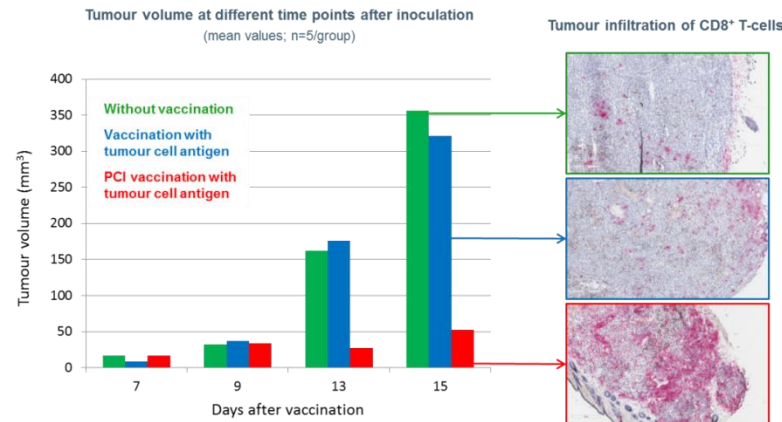 Tumour volume at different time points after inoculation
(mean values; n=5/group)
Tumour infiltration of CD8⁺ T-cells
Tumour volume (mm³)
400
350
300
250
200
150
100
50
0
Without vaccination
Vaccination with
tumour cell antigen
PCI vaccination with
tumour cell antigen
7 9 13 15
Days after vaccination